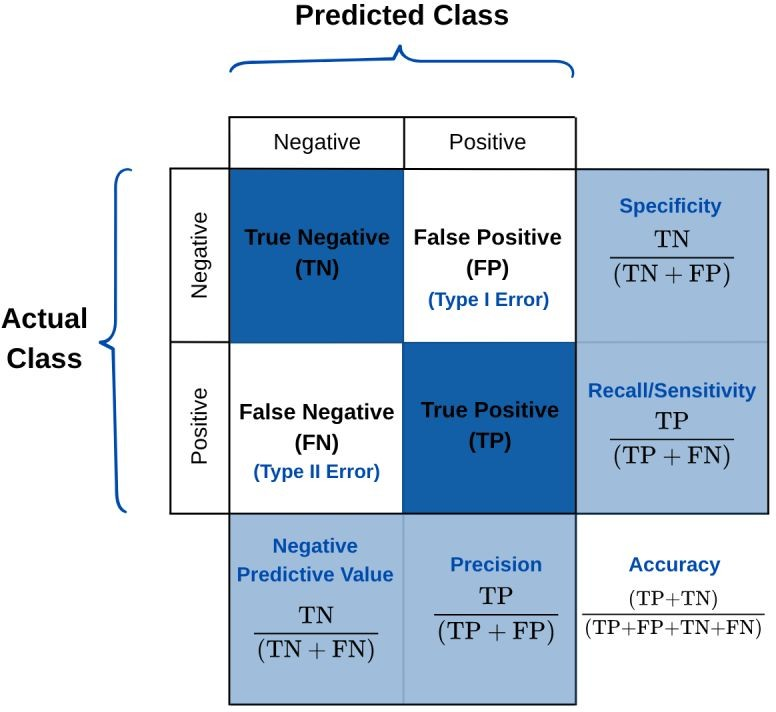 Predicted Class
Negative
Positive
Actual
Class
Negative
True Negative
(TN)
False Positive
(FP)
(Type I Error)
Specificity
TN
(TN + FP)
Positive
False Negative
(FN)
(Type II Error)
True Positive
(TP)
Recall/Sensitivity
TP
(TP + FN)
Negative
Predictive Value
TN
(TN + FN)
Precision
TP
(TP + FP)
Accuracy
(TP+TN)
(TP+FP+TN+FN)